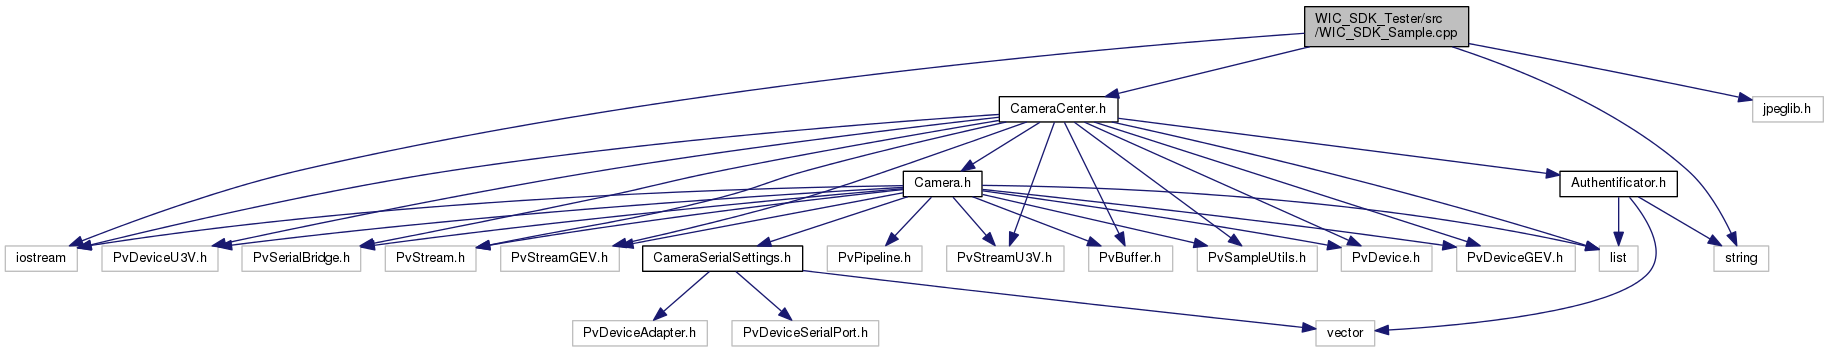 WIC_SDK_Tester/src
/WIC_SDK_Sample.cpp
CameraCenter.h
jpeglib.h
Camera.h
Authentificator.h
iostream
PvDeviceU3V.h
PvSerialBridge.h
PvStream.h
PvStreamGEV.h
CameraSerialSettings.h
PvPipeline.h
PvStreamU3V.h
PvBuffer.h
PvSampleUtils.h
PvDevice.h
PvDeviceGEV.h
list
string
PvDeviceAdapter.h
PvDeviceSerialPort.h
vector